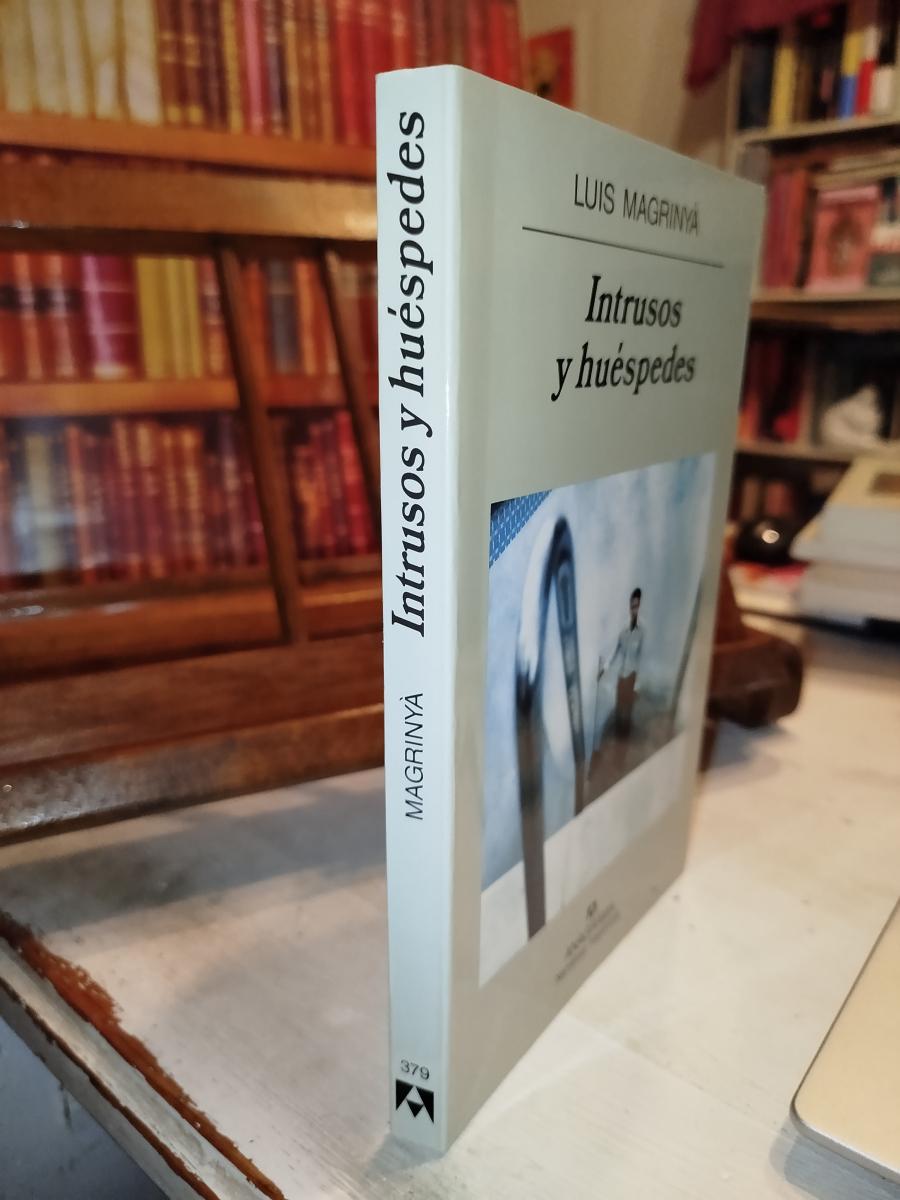 Intrusos y huéspedes
MAGRINYÀ
379
LUIS MAGRINYÀ
Intrusos
y huéspedes